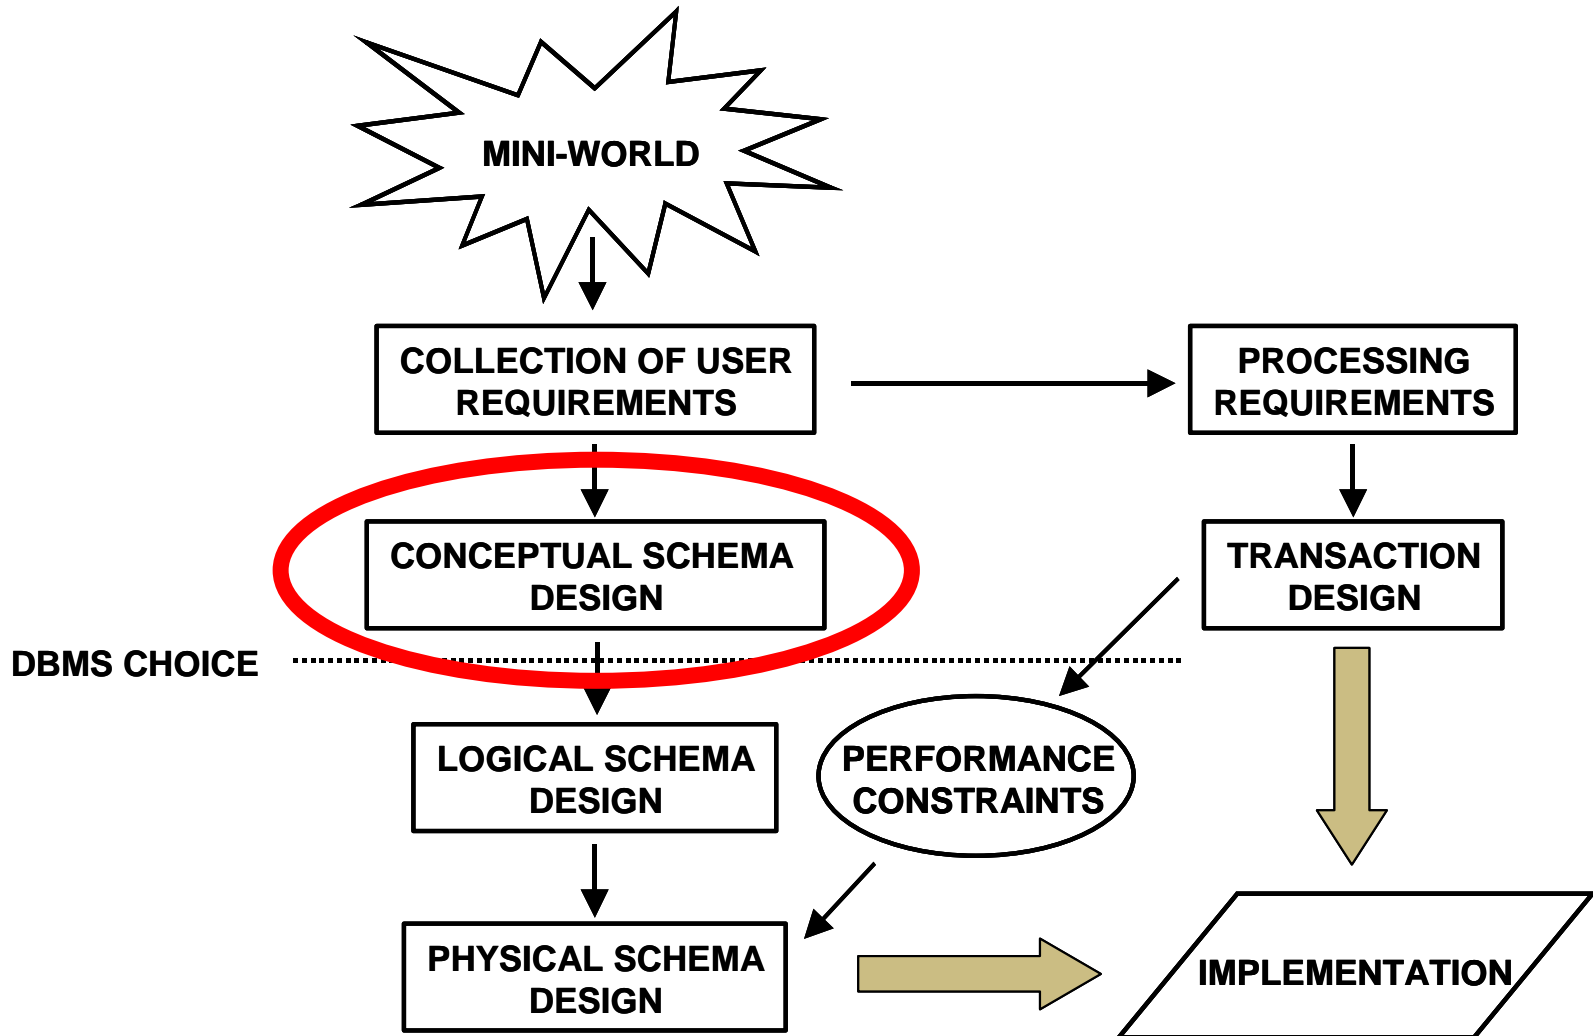 MINI-WORLD
COLLECTION OF USER
REQUIREMENTS
PROCESSING
REQUIREMENTS
CONCEPTUAL SCHEMA
DESIGN
TRANSACTION
DESIGN
DBMS CHOICE
LOGICAL SCHEMA
DESIGN
PERFORMANCE
CONSTRAINTS
PHYSICAL SCHEMA
DESIGN
IMPLEMENTATION